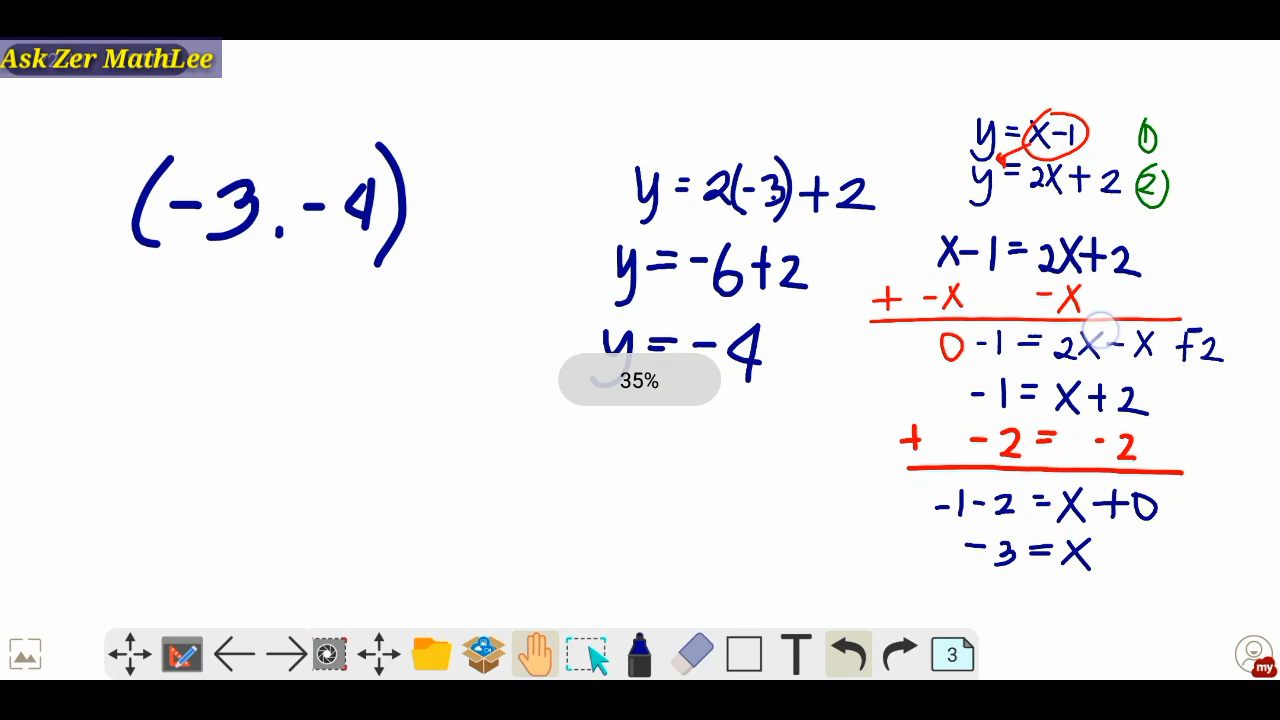 Ask Zer MathLee
(-3, -4)
y = 2(-3) + 2
y = -6 + 2
y = -4
35%
y = x - 1 ①
y = 2x + 2 ②
x - 1 = 2x + 2
+ -x -x
0 - 1 = 2x - x + 2
-1 = x + 2
+ -2 = -2
-1 - 2 = x + 0
-3 = x
T
3
my